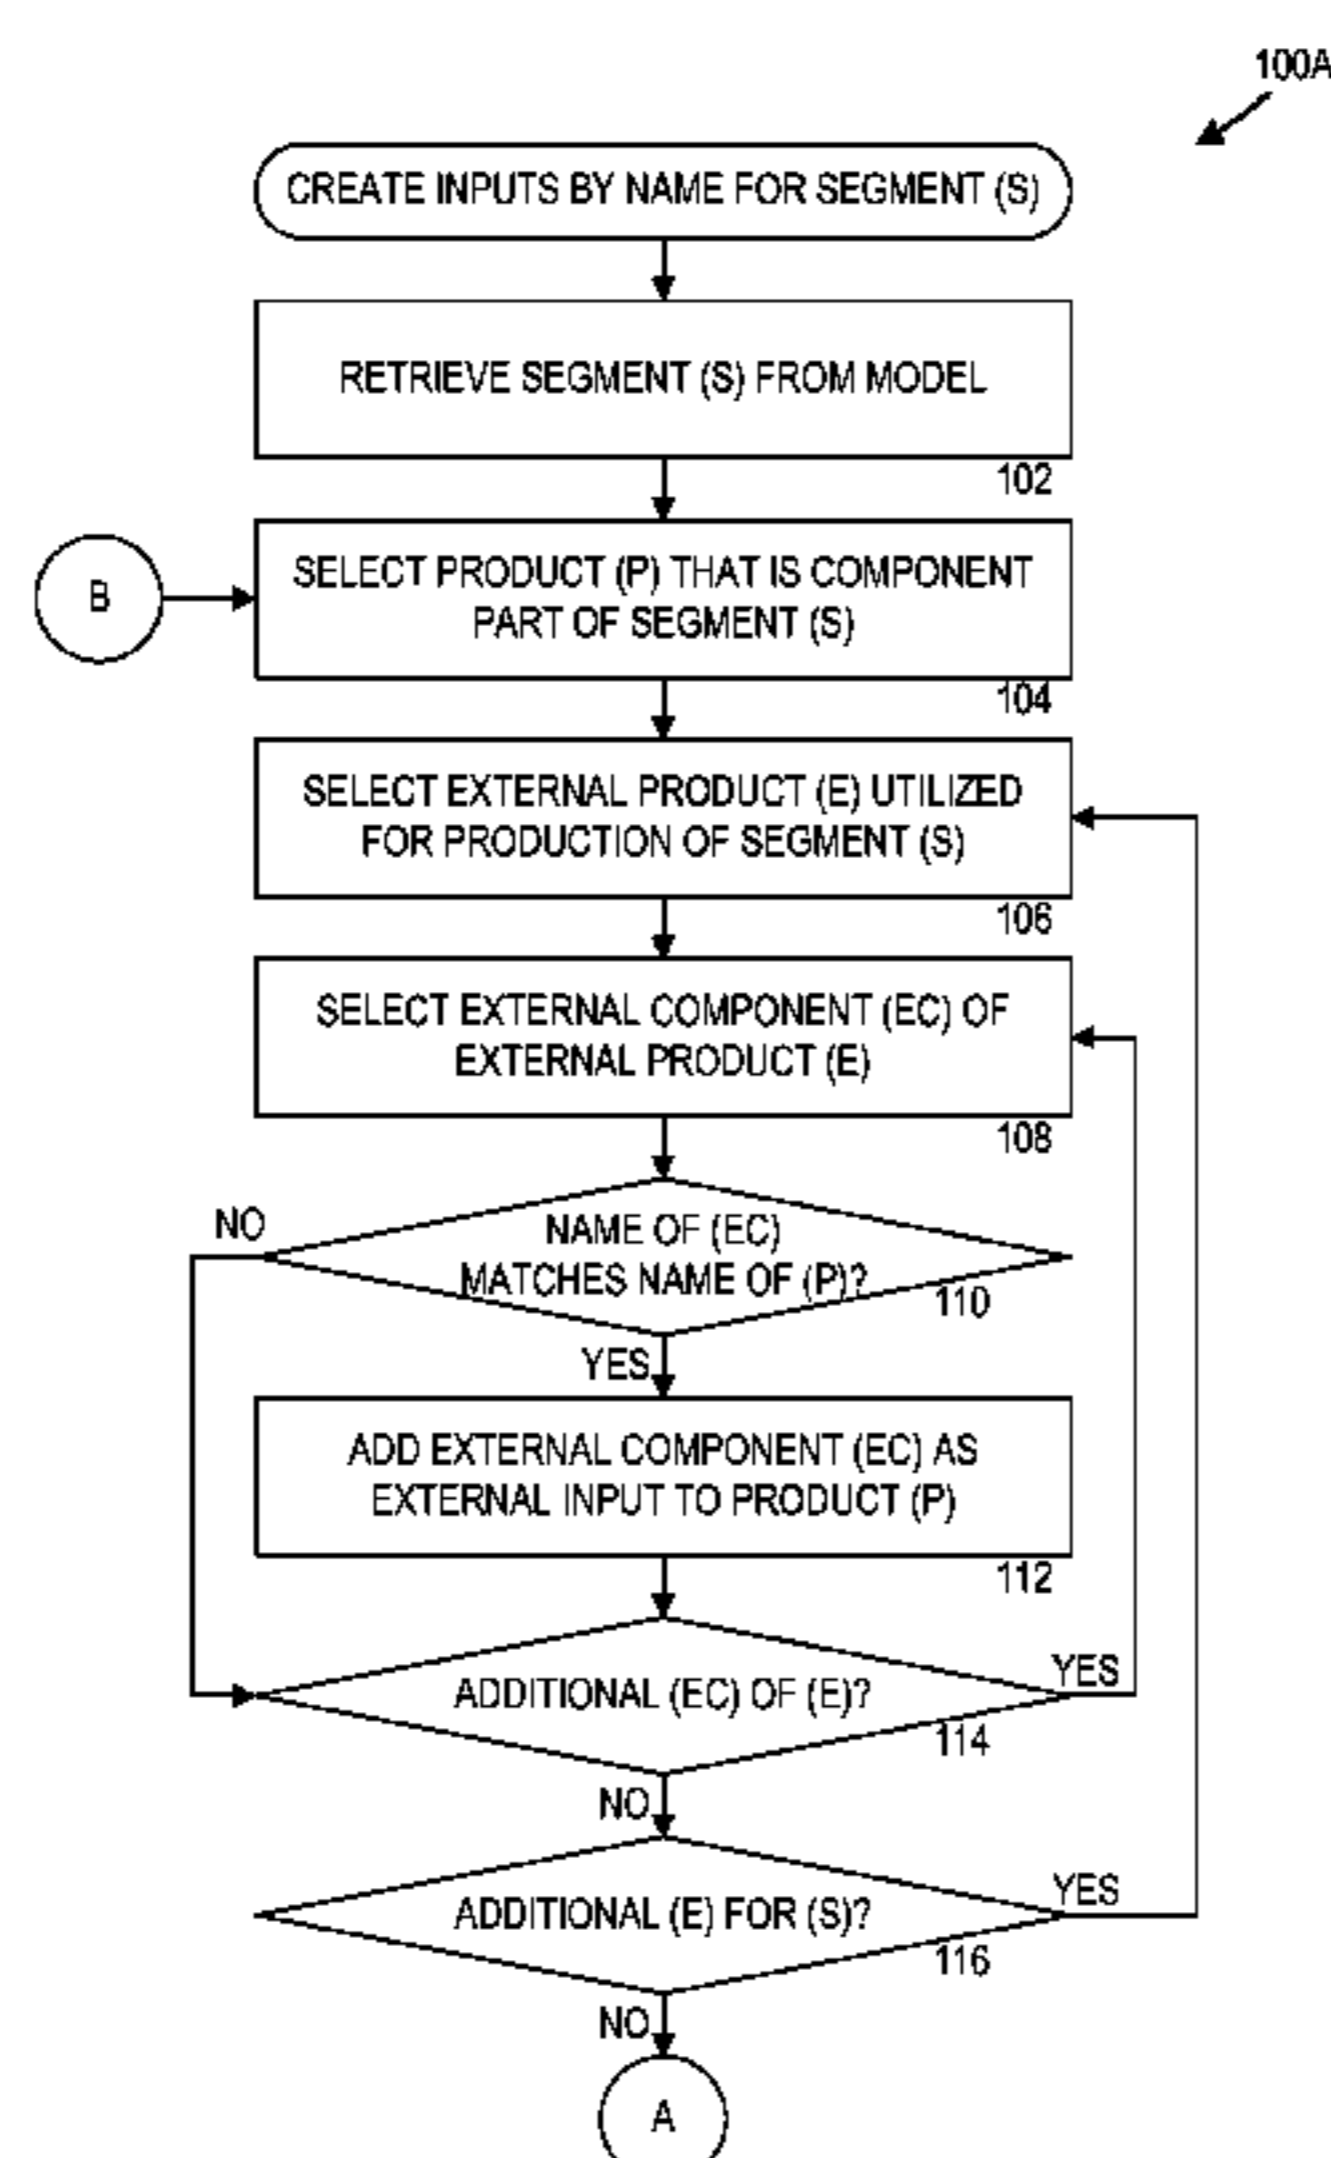 100A
CREATE INPUTS BY NAME FOR SEGMENT (S)
RETRIEVE SEGMENT (S) FROM MODEL
102
B
SELECT PRODUCT (P) THAT IS COMPONENT
PART OF SEGMENT (S)
104
SELECT EXTERNAL PRODUCT (E) UTILIZED
FOR PRODUCTION OF SEGMENT (S)
106
SELECT EXTERNAL COMPONENT (EC) OF
EXTERNAL PRODUCT (E)
108
NO
NAME OF (EC)
MATCHES NAME OF (P)?
110
YES
ADD EXTERNAL COMPONENT (EC) AS
EXTERNAL INPUT TO PRODUCT (P)
112
ADDITIONAL (EC) OF (E)?
YES
114
NO
ADDITIONAL (E) FOR (S)?
YES
116
NO
A